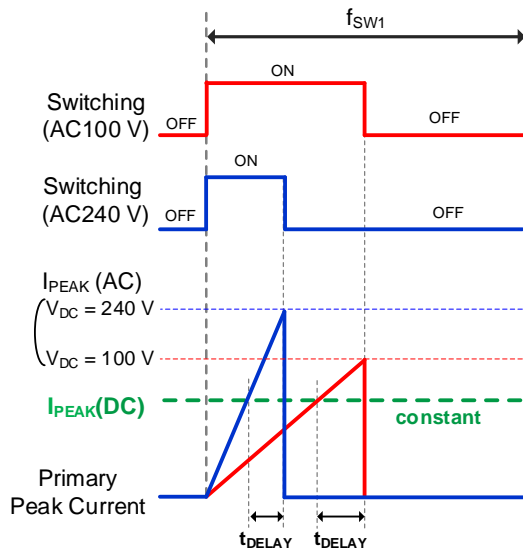 fSW1
ON
Switching
(AC100 V)
OFF
OFF
ON
Switching
(AC240 V)
OFF
OFF
IPEAK (AC)
VDC = 240 V
VDC = 100 V
IPEAK(DC)
constant
Primary
Peak Current
tDELAY
tDELAY